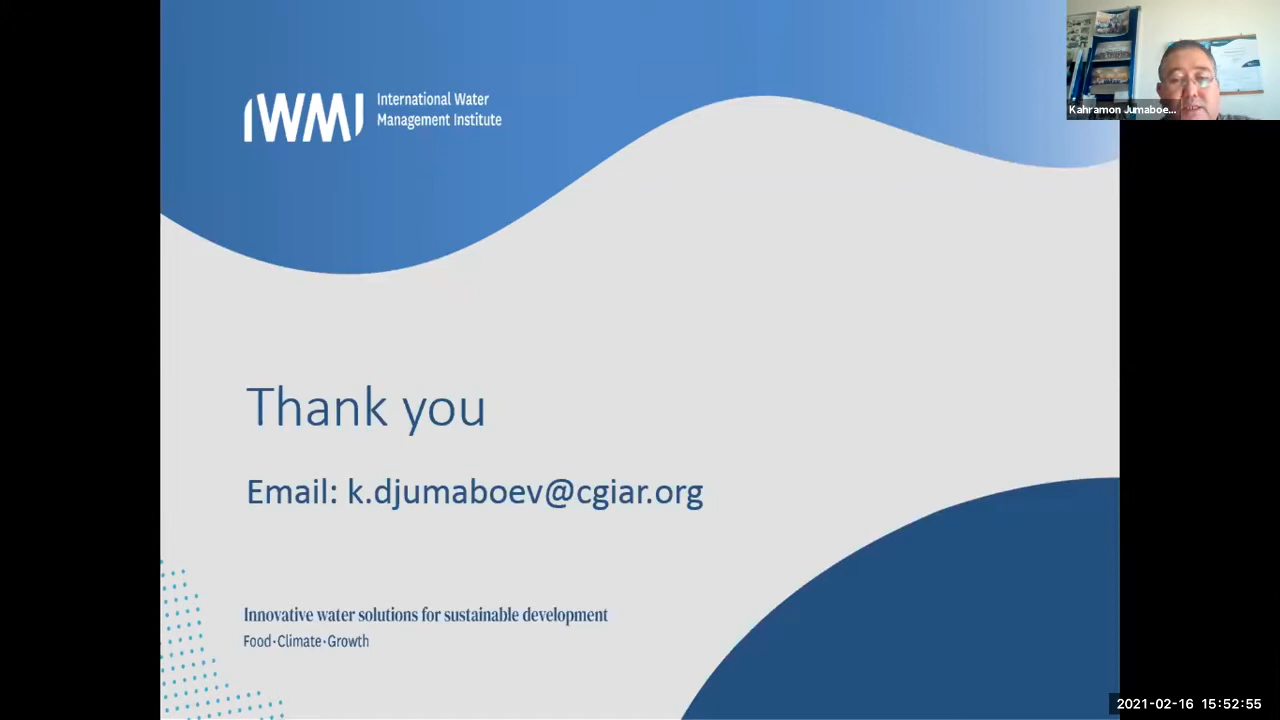 IWMI
International Water
Management Institute
Kahramon Jumaboe...
Thank you
Email: k.djumaboev@cgiar.org
Innovative water solutions for sustainable development
Food·Climate·Growth
2021-02-16 15:52:55